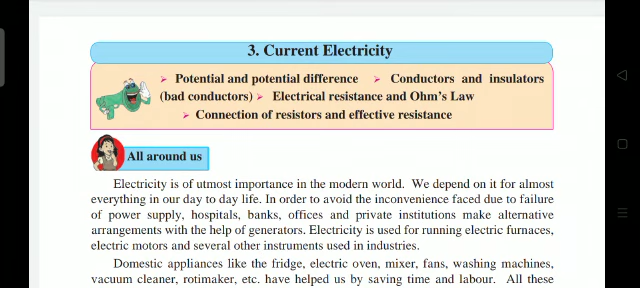 3. Current Electricity
➢ Potential and potential difference ➢ Conductors and insulators
(bad conductors) ➢ Electrical resistance and Ohm's Law
➢ Connection of resistors and effective resistance
All around us
Electricity is of utmost importance in the modern world. We depend on it for almost
everything in our day to day life. In order to avoid the inconvenience faced due to failure
of power supply, hospitals, banks, offices and private institutions make alternative
arrangements with the help of generators. Electricity is used for running electric furnaces,
electric motors and several other instruments used in industries.
Domestic appliances like the fridge, electric oven, mixer, fans, washing machines,
vacuum cleaner, rotimaker, etc. have helped us by saving time and labour. All these